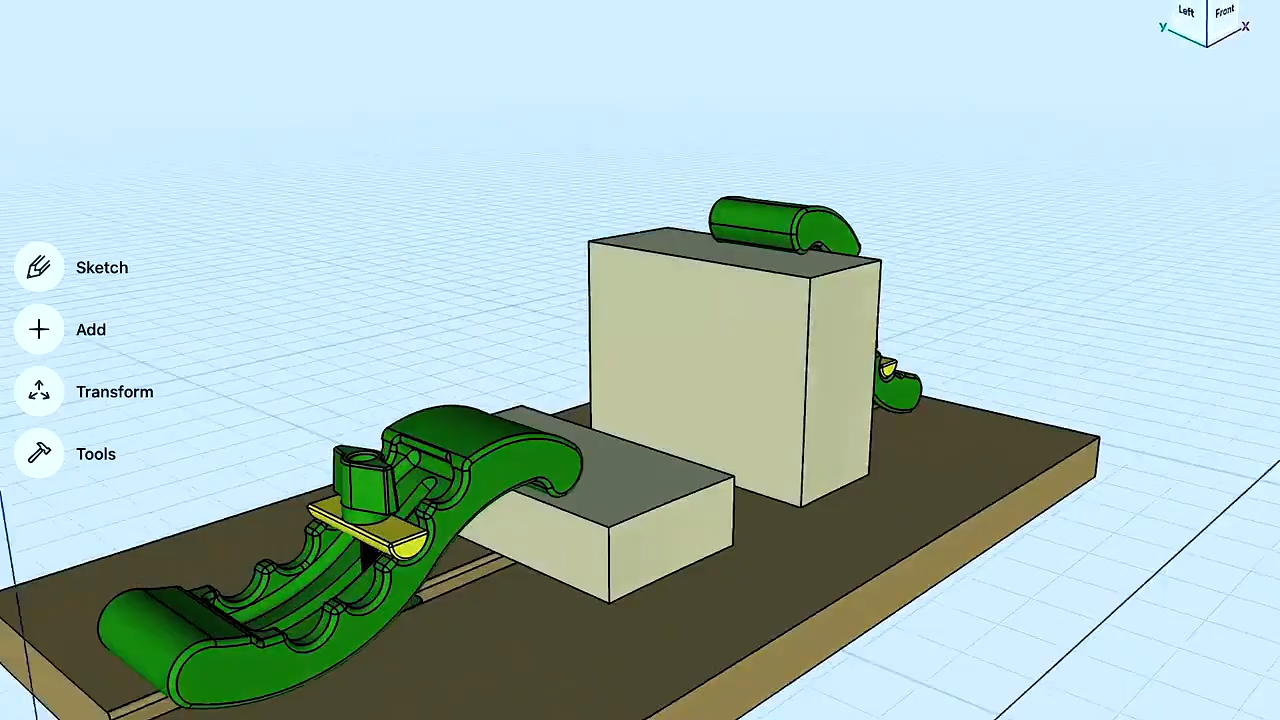 Left Front
Y X
Sketch
Add
Transform
Tools